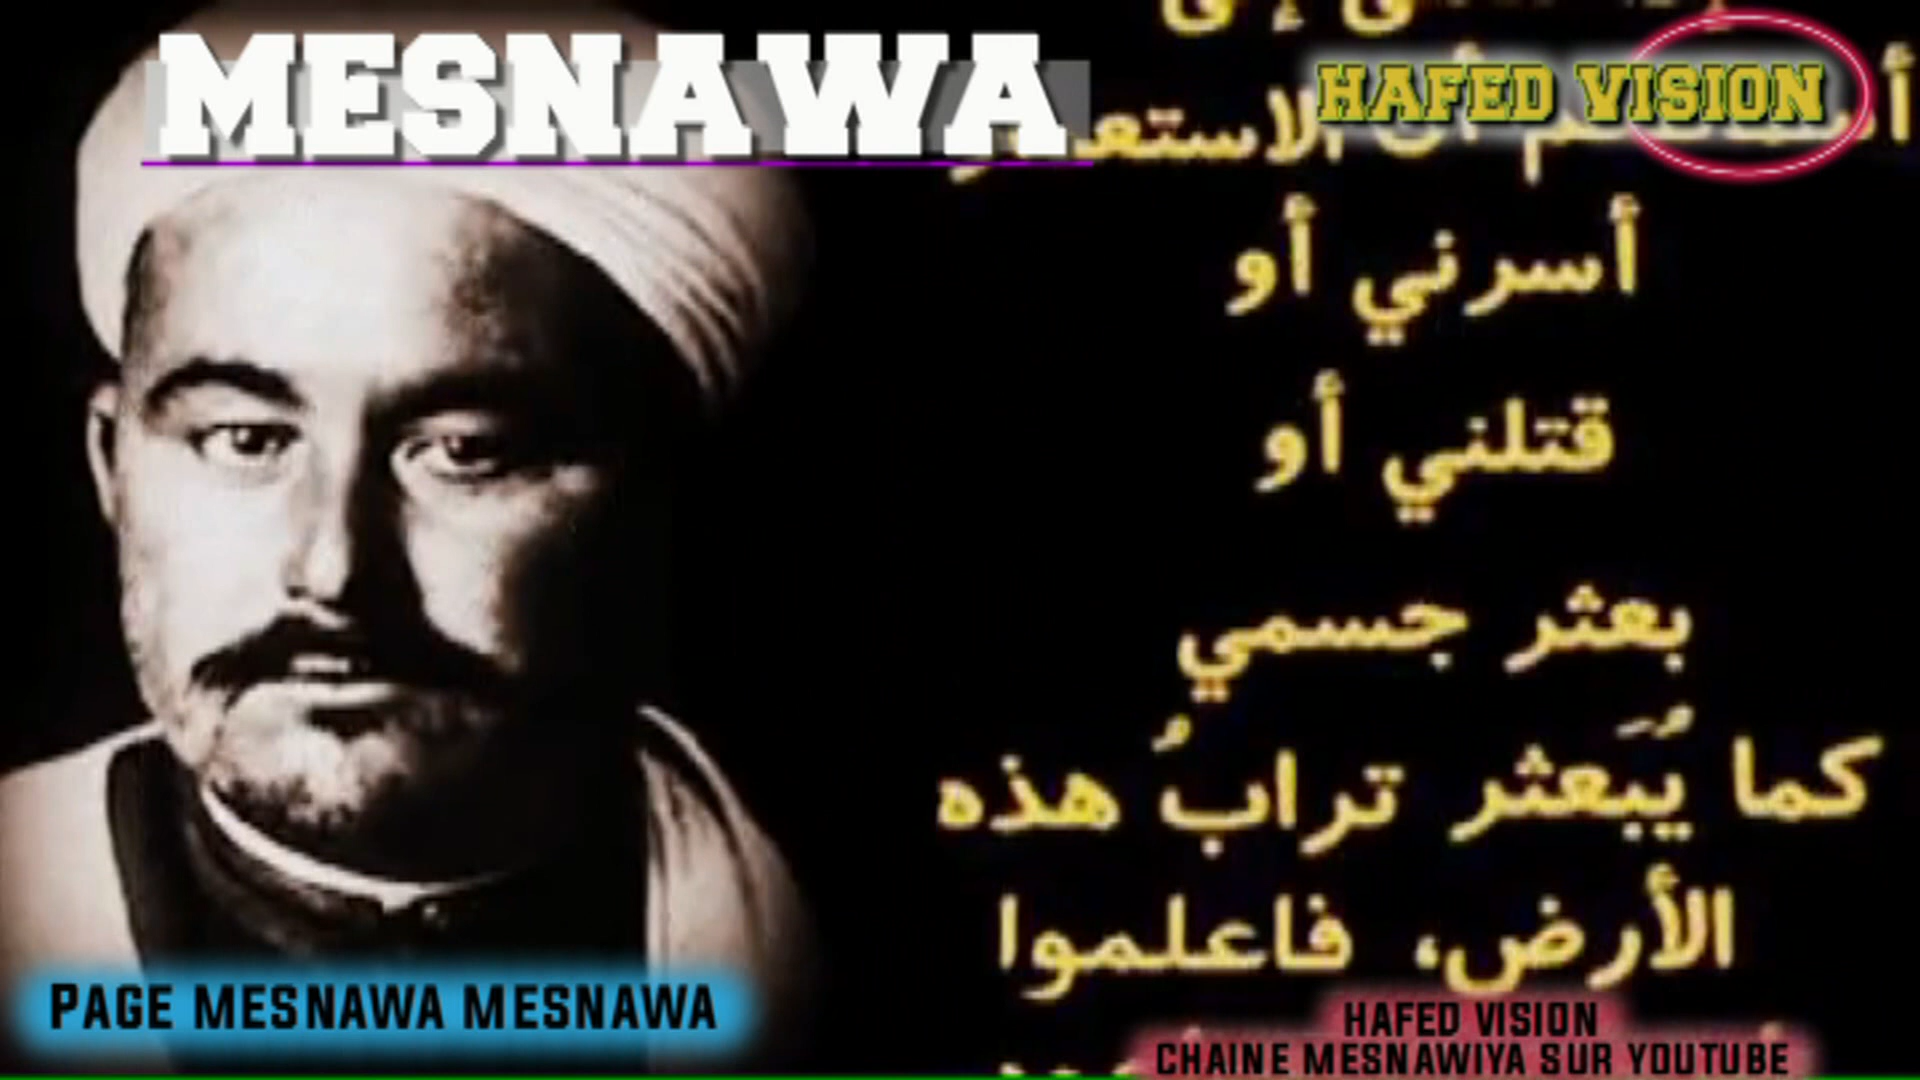 MESNAWA
HAFED VISION
أسرني أو
قتلني أو
بعثر جسمي
كما يُبَعثر ترابُ هذه
الأرض، فاعلموا
PAGE MESNAWA MESNAWA
HAFED VISION
CHAINE MESNAWIYA SUR YOUTUBE